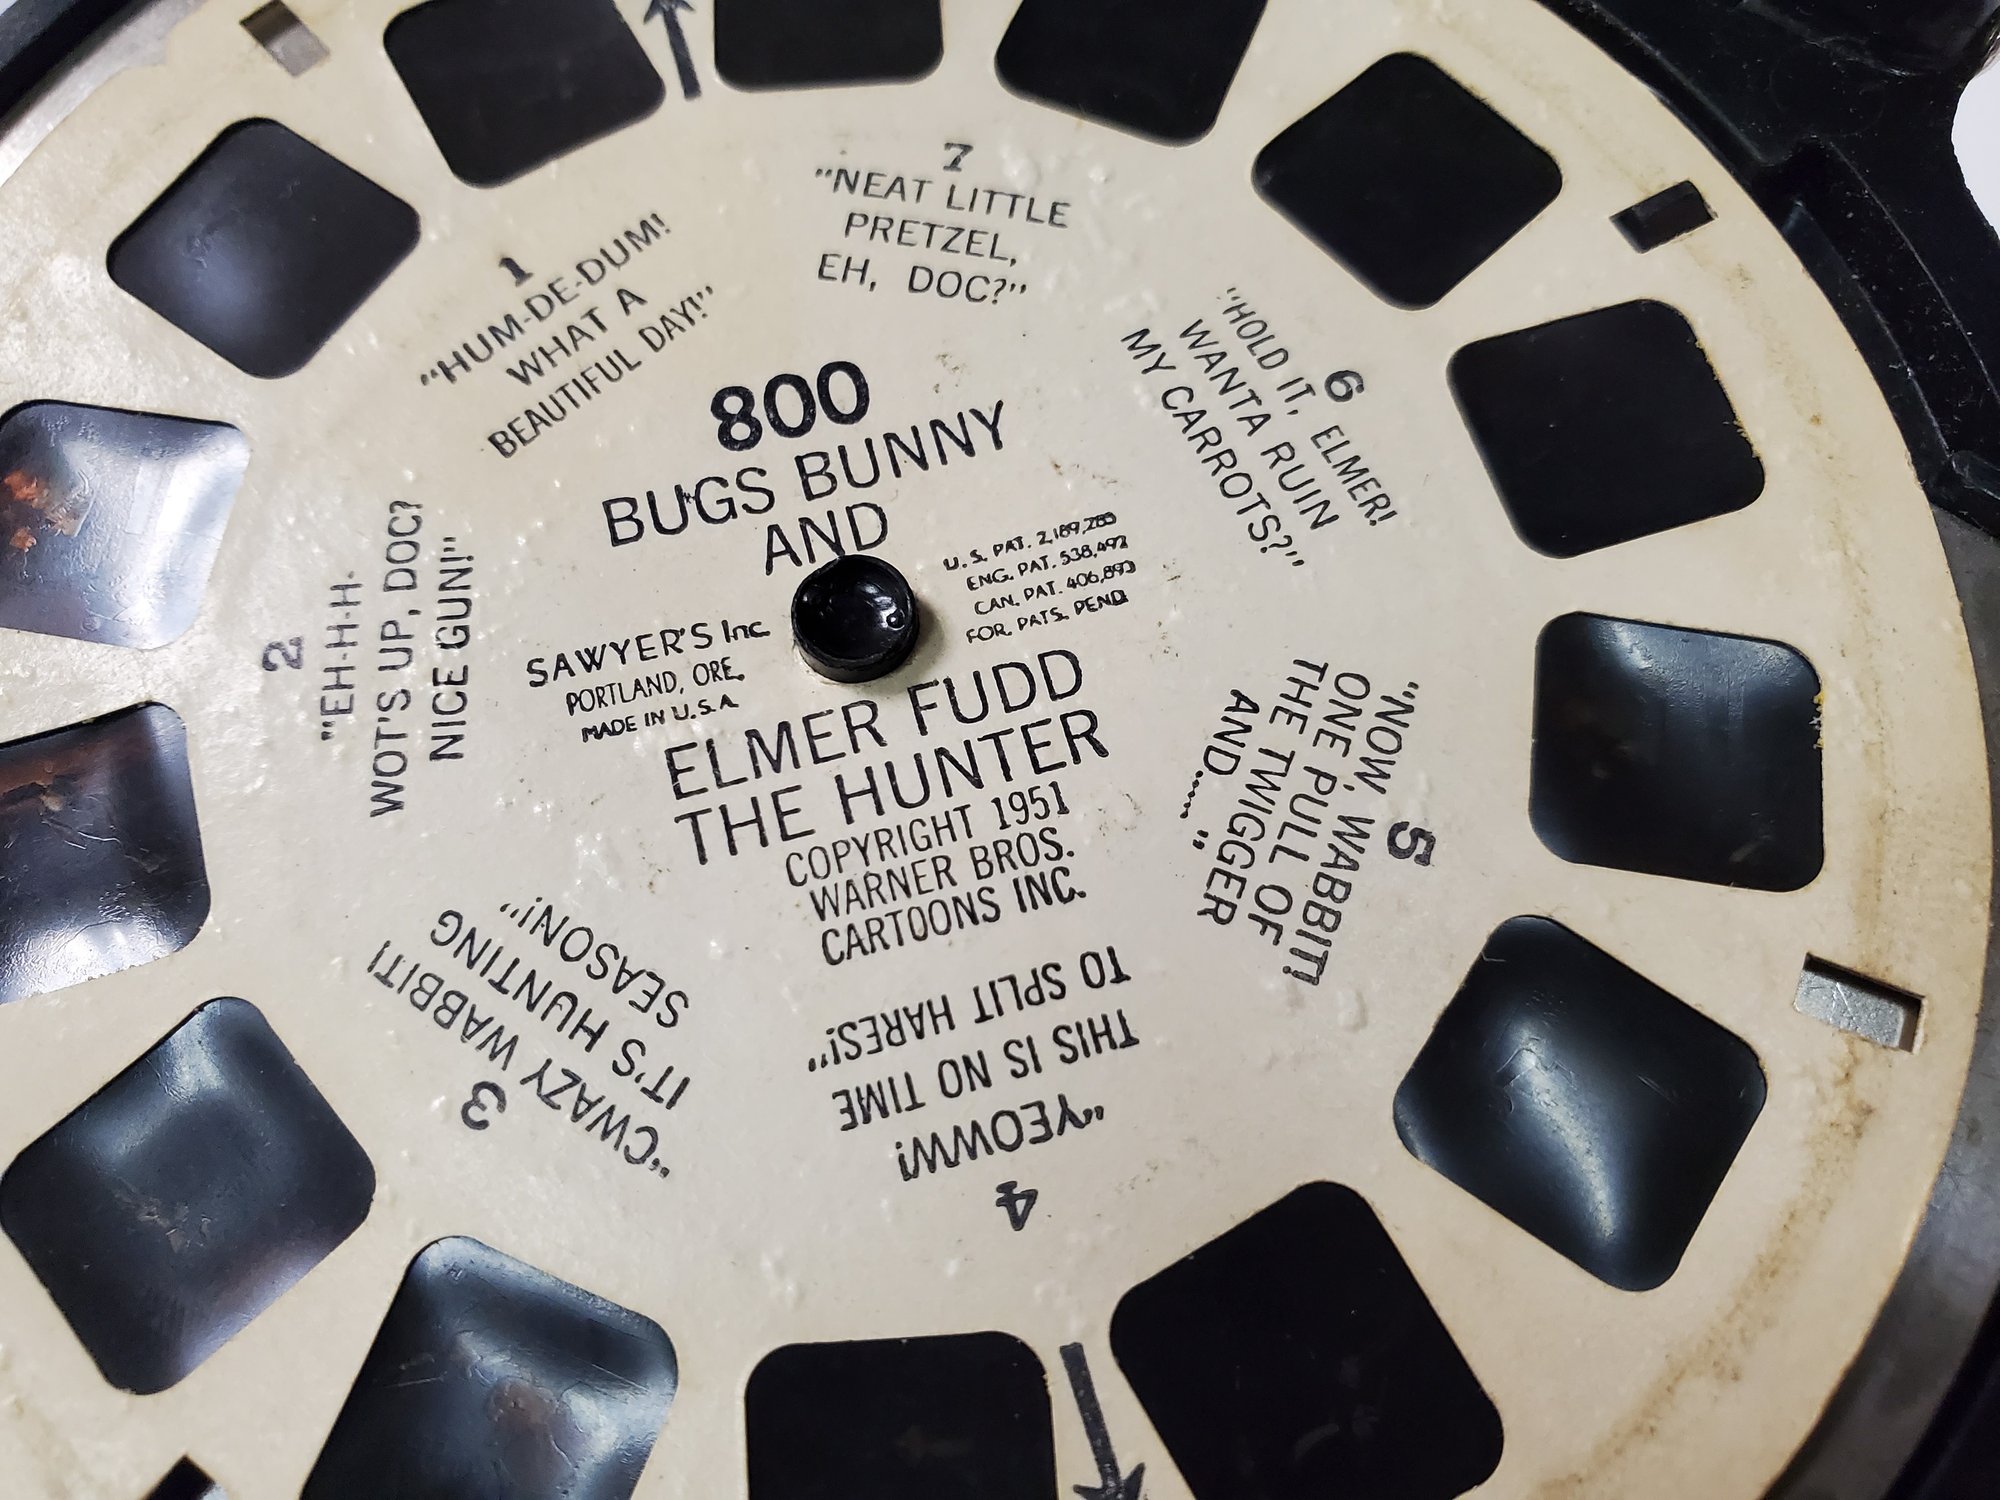 800
BUGS BUNNY
AND
SAWYER'S Inc
PORTLAND, ORE.
MADE IN U.S.A.
U.S. PAT. 2,189,285
ENG. PAT. 538,492
CAN. PAT. 406,893
FOR. PATS. PEND.
ELMER FUDD
THE HUNTER
COPYRIGHT 1951
WARNER BROS.
CARTOONS INC.
1
"HUM-DE-DUM!
WHAT A
BEAUTIFUL DAY!"
2
"EH-H-H-
WOT'S UP, DOC?
NICE GUN!"
3
"CWAZY WABBIT!
IT'S HUNTING
SEASON!"
4
"YEOWW!
THIS IS NO TIME
TO SPLIT HARES!"
5
"NOW, WABBIT!
ONE PULL OF
THE TWIGGER
AND......"
6
"HOLD IT, ELMER!
WANTA RUIN
MY CARROTS?"
7
"NEAT LITTLE
PRETZEL,
EH, DOC?"